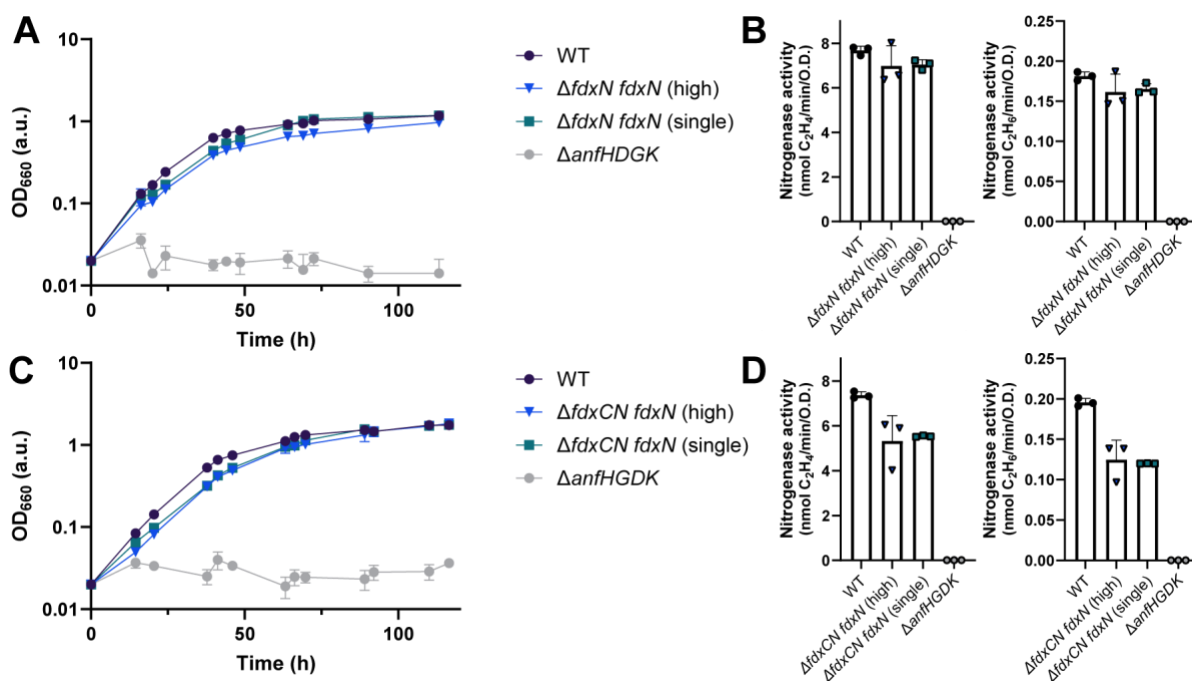 A
OD660 (a.u.)
10
1
0.1
0.01
0
50
100
Time (h)
WT
ΔfdxN fdxN (high)
ΔfdxN fdxN (single)
ΔanfHDGK
B
Nitrogenase activity
(nmol C2H4/min/O.D.)
8
6
4
2
0
WT
ΔfdxN fdxN (high)
ΔfdxN fdxN (single)
ΔanfHDGK
Nitrogenase activity
(nmol C2H6/min/O.D.)
0.25
0.20
0.15
0.10
0.05
0.00
WT
ΔfdxN fdxN (high)
ΔfdxN fdxN (single)
ΔanfHDGK
C
OD660 (a.u.)
10
1
0.1
0.01
0
50
100
Time (h)
WT
ΔfdxCN fdxN (high)
ΔfdxCN fdxN (single)
ΔanfHGDK
D
Nitrogenase activity
(nmol C2H4/min/O.D.)
8
6
4
2
0
WT
ΔfdxCN fdxN (high)
ΔfdxCN fdxN (single)
ΔanfHGDK
Nitrogenase activity
(nmol C2H6/min/O.D.)
0.25
0.20
0.15
0.10
0.05
0.00
WT
ΔfdxCN fdxN (high)
ΔfdxCN fdxN (single)
ΔanfHGDK